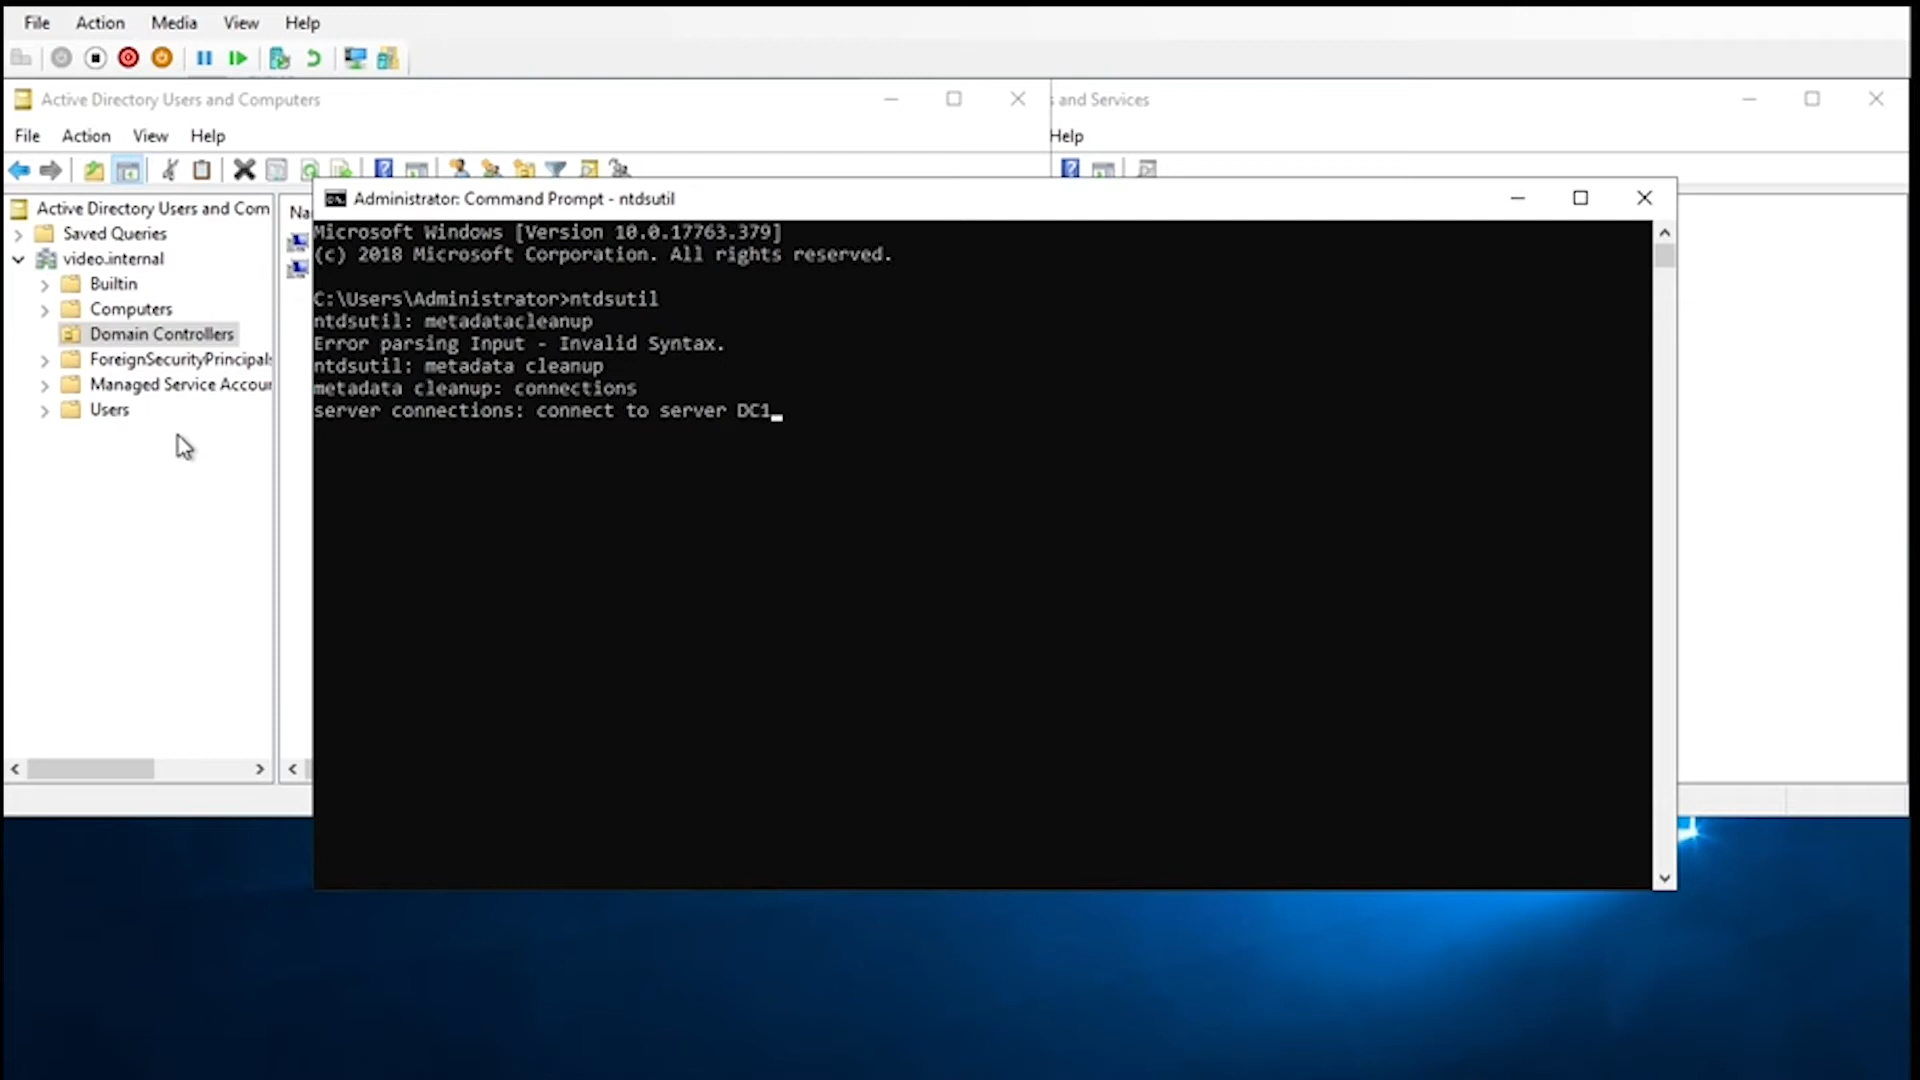 File Action Media View Help
Active Directory Users and Computers
and Services
File Action View Help
Help
Active Directory Users and Com
Saved Queries
video.internal
Builtin
Computers
Domain Controllers
ForeignSecurityPrincipals
Managed Service Accour
Users
Na
Administrator: Command Prompt - ntdsutil
Microsoft Windows [Version 10.0.17763.379]
(c) 2018 Microsoft Corporation. All rights reserved.
C:\Users\Administrator>ntdsutil
ntdsutil: metadatacleanup
Error parsing Input - Invalid Syntax.
ntdsutil: metadata cleanup
metadata cleanup: connections
server connections: connect to server DC1